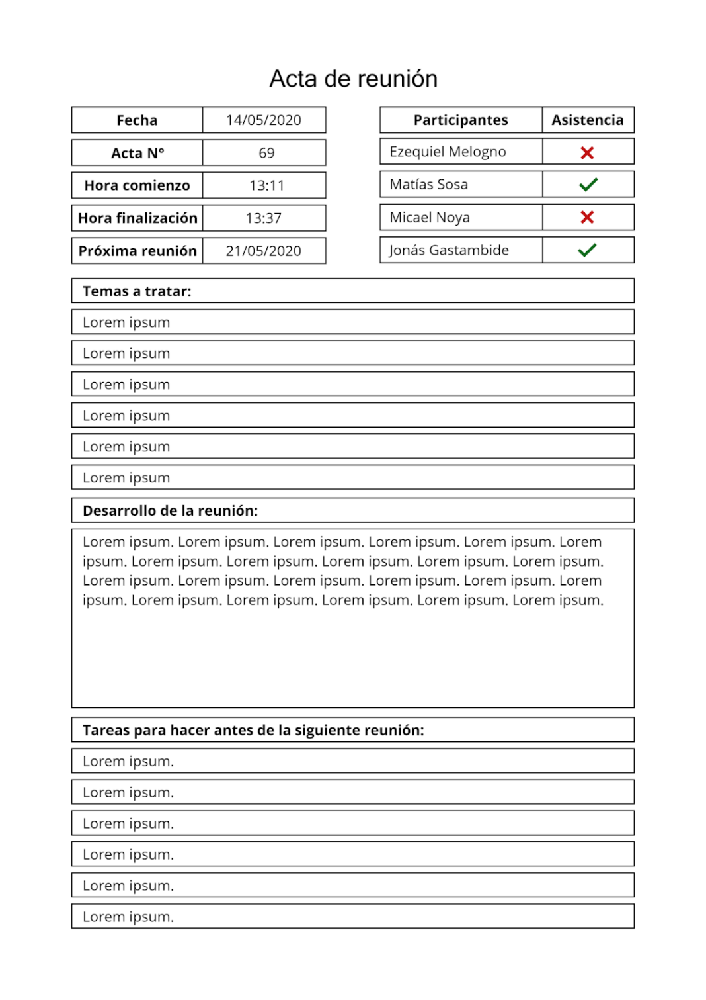 Acta de reunión
Fecha 14/05/2020
Acta N° 69
Hora comienzo 13:11
Hora finalización 13:37
Próxima reunión 21/05/2020
Participantes Asistencia
Ezequiel Melogno ✗
Matías Sosa ✓
Micael Noya ✗
Jonás Gastambide ✓
Temas a tratar:
Lorem ipsum
Lorem ipsum
Lorem ipsum
Lorem ipsum
Lorem ipsum
Lorem ipsum
Desarrollo de la reunión:
Lorem ipsum. Lorem ipsum. Lorem ipsum. Lorem ipsum. Lorem ipsum. Lorem
ipsum. Lorem ipsum. Lorem ipsum. Lorem ipsum. Lorem ipsum. Lorem ipsum.
Lorem ipsum. Lorem ipsum. Lorem ipsum. Lorem ipsum. Lorem ipsum. Lorem
ipsum. Lorem ipsum. Lorem ipsum. Lorem ipsum. Lorem ipsum. Lorem ipsum.
Tareas para hacer antes de la siguiente reunión:
Lorem ipsum.
Lorem ipsum.
Lorem ipsum.
Lorem ipsum.
Lorem ipsum.
Lorem ipsum.